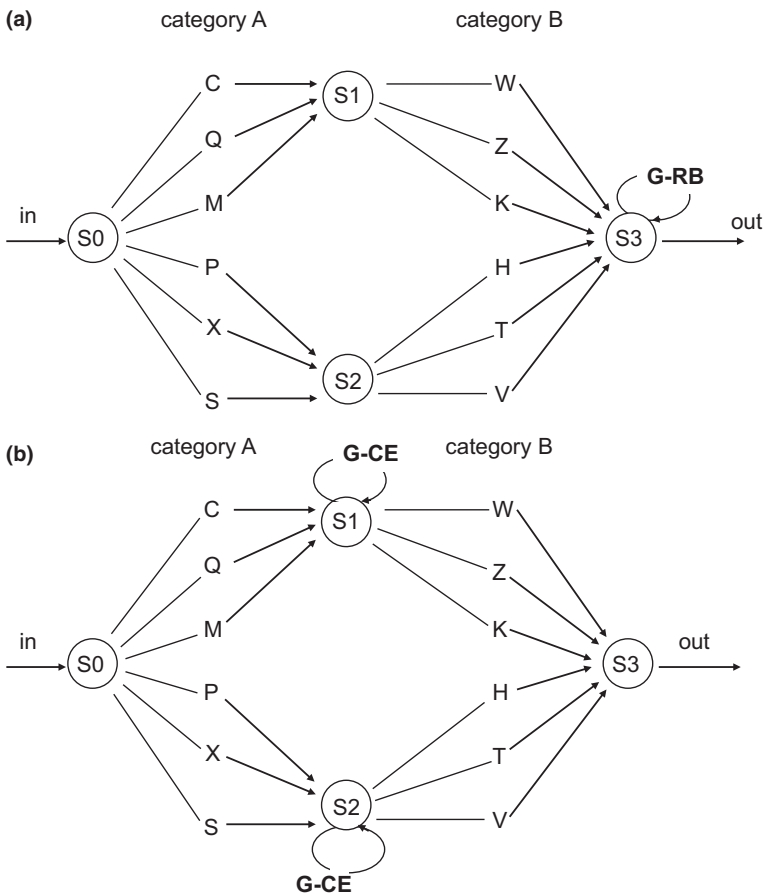 (a) category A category B
C S1 W
Q Z
M K G-RB
in S0 S3 out
P H
X S2 T
S V
(b) category A G-CE category B
C S1 W
Q Z
M K
in S0 S3 out
P H
X T
S S2 V
G-CE